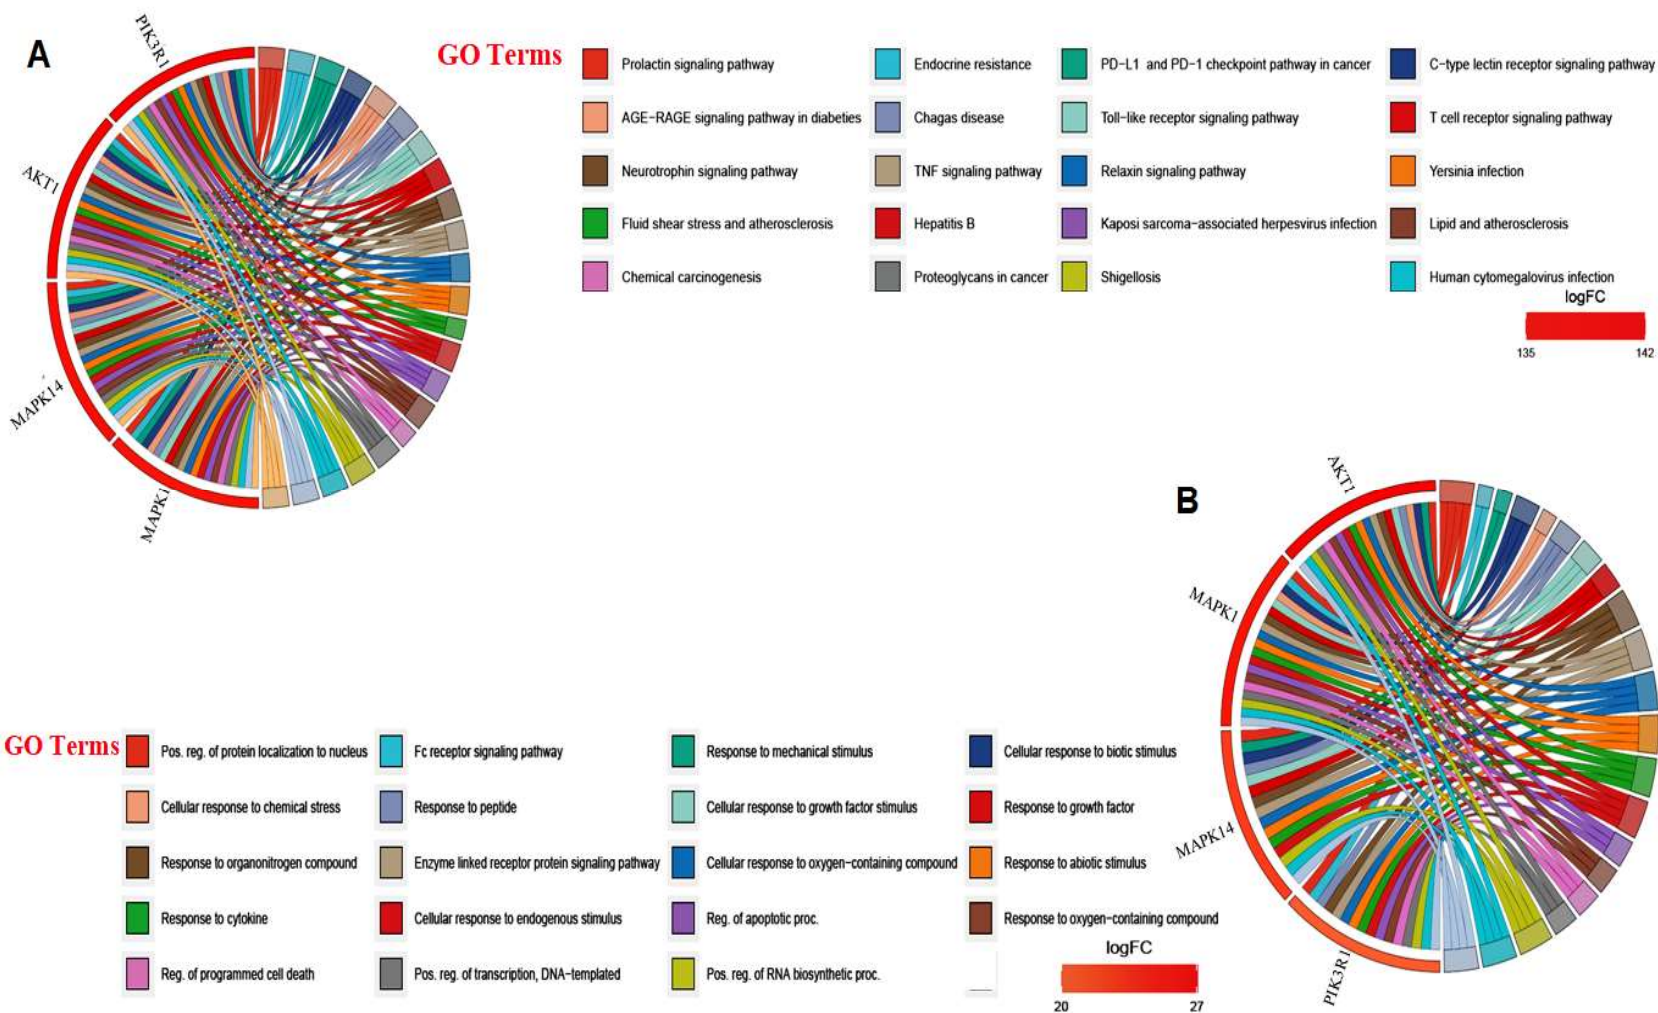 A
PIK3R1
AKT1
MAPK14
MAPK1
GO Terms
Prolactin signaling pathway
Endocrine resistance
PD-L1 and PD-1 checkpoint pathway in cancer
C-type lectin receptor signaling pathway
AGE-RAGE signaling pathway in diabeties
Chagas disease
Toll-like receptor signaling pathway
T cell receptor signaling pathway
Neurotrophin signaling pathway
TNF signaling pathway
Relaxin signaling pathway
Yersinia infection
Fluid shear stress and atherosclerosis
Hepatitis B
Kaposi sarcoma-associated herpesvirus infection
Lipid and atherosclerosis
Chemical carcinogenesis
Proteoglycans in cancer
Shigellosis
Human cytomegalovirus infection
logFC
135 142
B
AKT1
MAPK1
MAPK14
PIK3R1
GO Terms
Pos. reg. of protein localization to nucleus
Fc receptor signaling pathway
Response to mechanical stimulus
Cellular response to biotic stimulus
Cellular response to chemical stress
Response to peptide
Cellular response to growth factor stimulus
Response to growth factor
Response to organonitrogen compound
Enzyme linked receptor protein signaling pathway
Cellular response to oxygen-containing compound
Response to abiotic stimulus
Response to cytokine
Cellular response to endogenous stimulus
Reg. of apoptotic proc.
Response to oxygen-containing compound
Reg. of programmed cell death
Pos. reg. of transcription, DNA-templated
Pos. reg. of RNA biosynthetic proc.
logFC
20 27